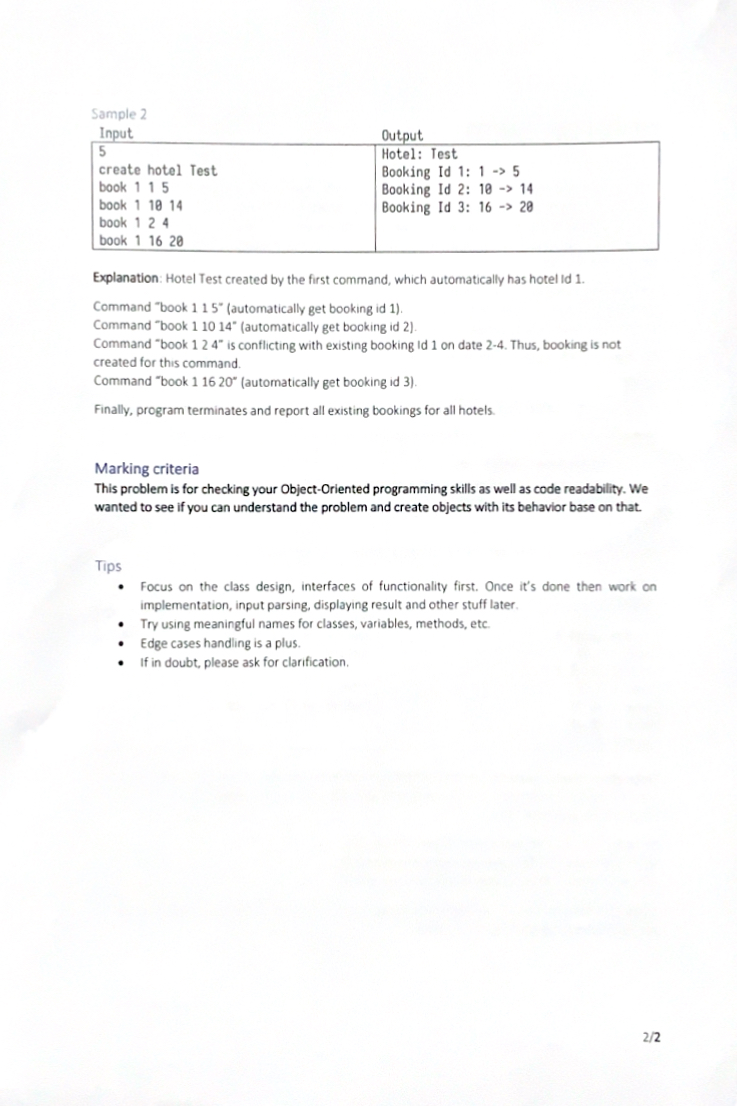 Sample 2
Input Output
5 Hotel: Test
create hotel Test Booking Id 1: 1 -> 5
book 1 1 5 Booking Id 2: 10 -> 14
book 1 10 14 Booking Id 3: 16 -> 20
book 1 2 4
book 1 16 20
Explanation: Hotel Test created by the first command, which automatically has hotel Id 1.
Command "book 1 1 5" (automatically get booking id 1).
Command "book 1 10 14" (automatically get booking id 2).
Command "book 1 2 4" is conflicting with existing booking Id 1 on date 2-4. Thus, booking is not
created for this command.
Command "book 1 16 20" (automatically get booking id 3).
Finally, program terminates and report all existing bookings for all hotels.
Marking criteria
This problem is for checking your Object-Oriented programming skills as well as code readability. We
wanted to see if you can understand the problem and create objects with its behavior base on that.
Tips
• Focus on the class design, interfaces of functionality first. Once it's done then work on
implementation, input parsing, displaying result and other stuff later.
• Try using meaningful names for classes, variables, methods, etc.
• Edge cases handling is a plus.
• If in doubt, please ask for clarification.
2/2